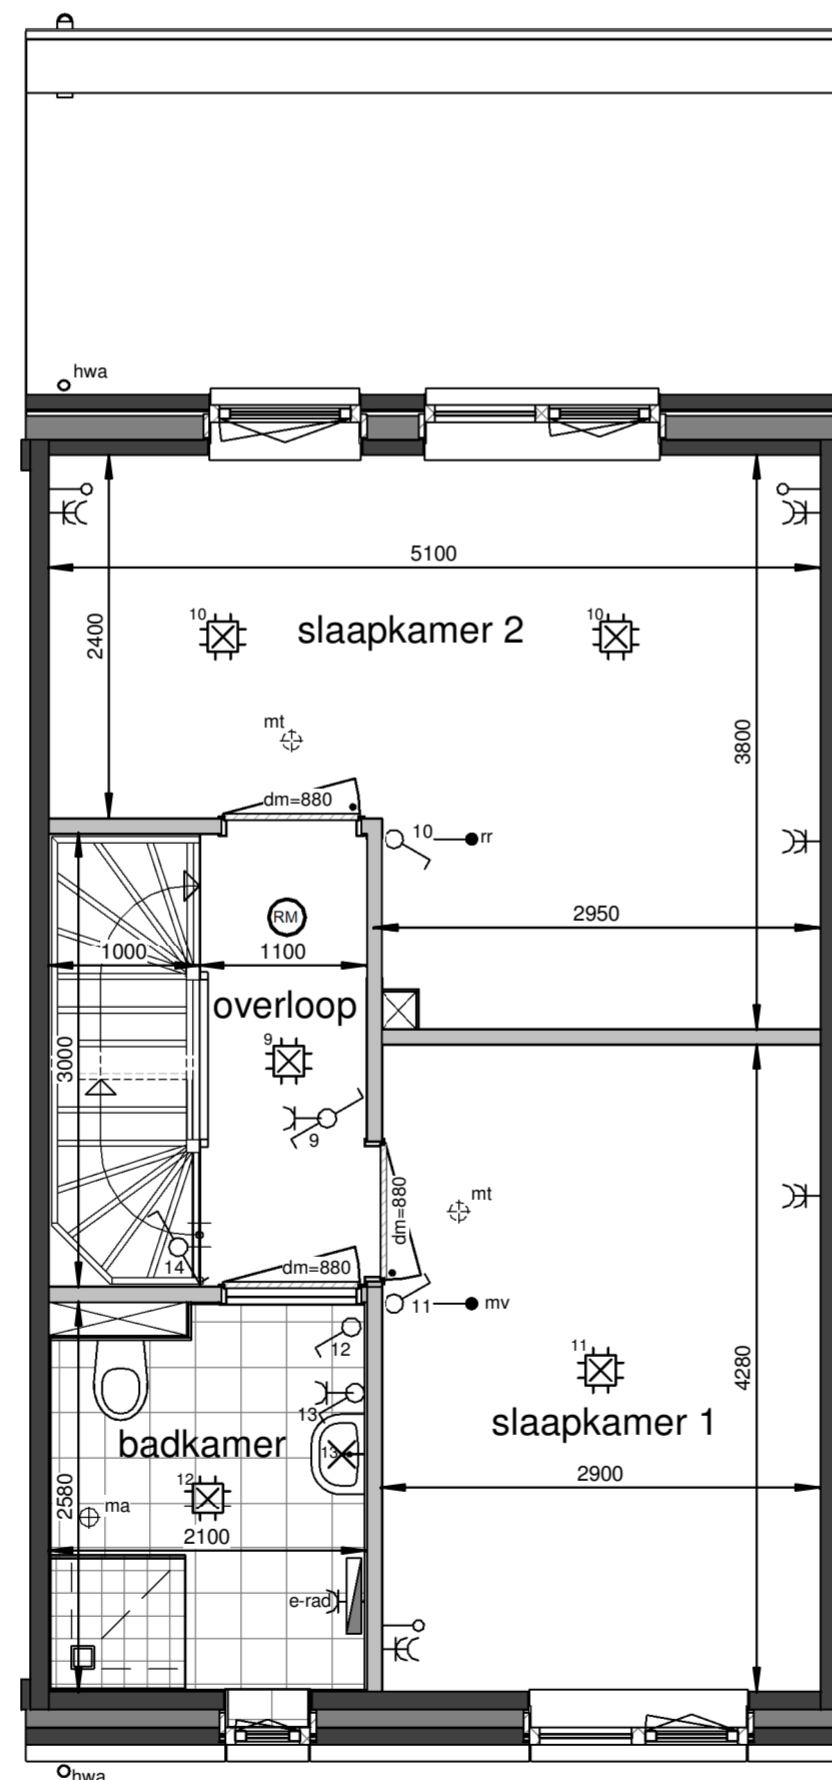 hwa
5100
10
slaapkamer 2
10
2400
mt
3800
dm=880
10
rr
RM
2950
1000
1100
overloop
9
3000
9
mt
dm=880
14
dm=880
11
mv
12
11
4280
13
slaapkamer 1
badkamer
13
2900
12
2580
ma
2100
e-rad
hwa